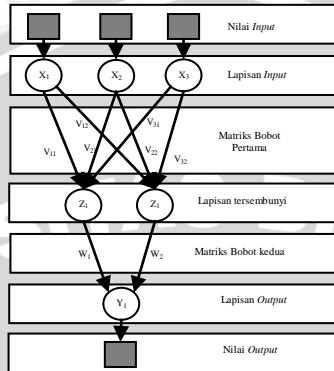 Nilai Input
X1 X2 X3 Lapisan Input
V12 V31
V11 V21 V22 V32
Matriks Bobot
Pertama
Z1 Z1 Lapisan tersembunyi
W1 W2 Matriks Bobot kedua
Y1 Lapisan Output
Nilai Output